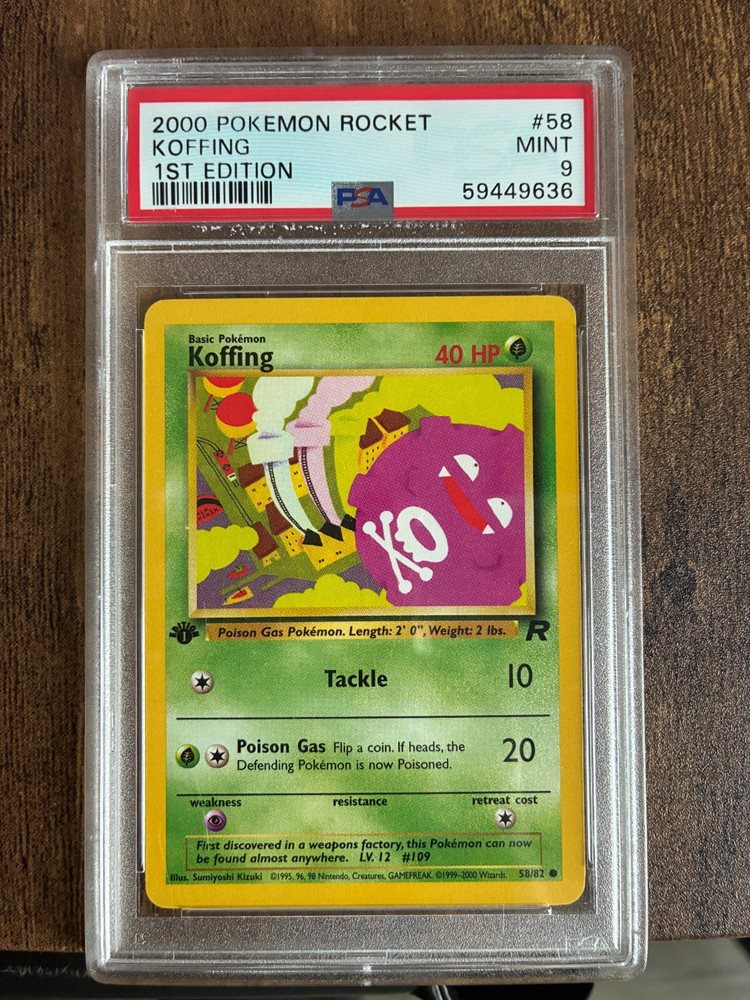 2000 POKEMON ROCKET #58
KOFFING MINT
1ST EDITION 9
PSA 59449636
Basic Pokémon
Koffing 40 HP
Poison Gas Pokémon. Length: 2' 0", Weight: 2 lbs. R
Tackle 10
Poison Gas Flip a coin. If heads, the
Defending Pokémon is now Poisoned. 20
weakness resistance retreat cost
First discovered in a weapons factory, this Pokémon can now
be found almost anywhere. LV. 12 #109
Illus. Sumiyoshi Kizuki ©1995, 96, 98 Nintendo, Creatures, GAMEFREAK. ©1999-2000 Wizards. 58/82